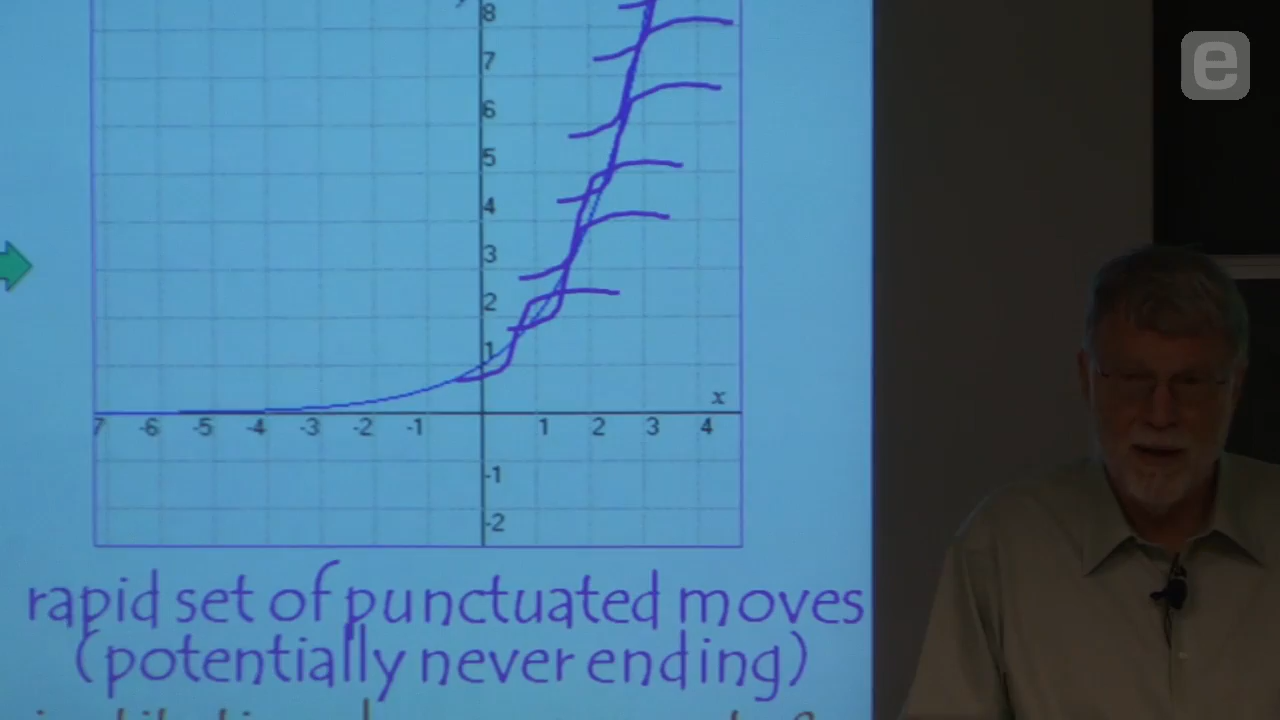 e
8
7
6
5
4
3
2
1
x
7 -6 -5 -4 -3 -2 -1 1 2 3 4
-1
-2
rapid set of punctuated moves
(potentially never ending)